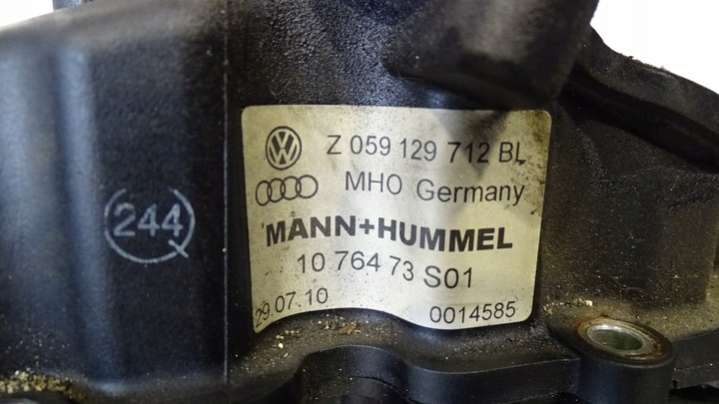 Z 059 129 712 BL
MHO Germany
MANN+HUMMEL
10 764 73 S01
29.07.10 0014585
244